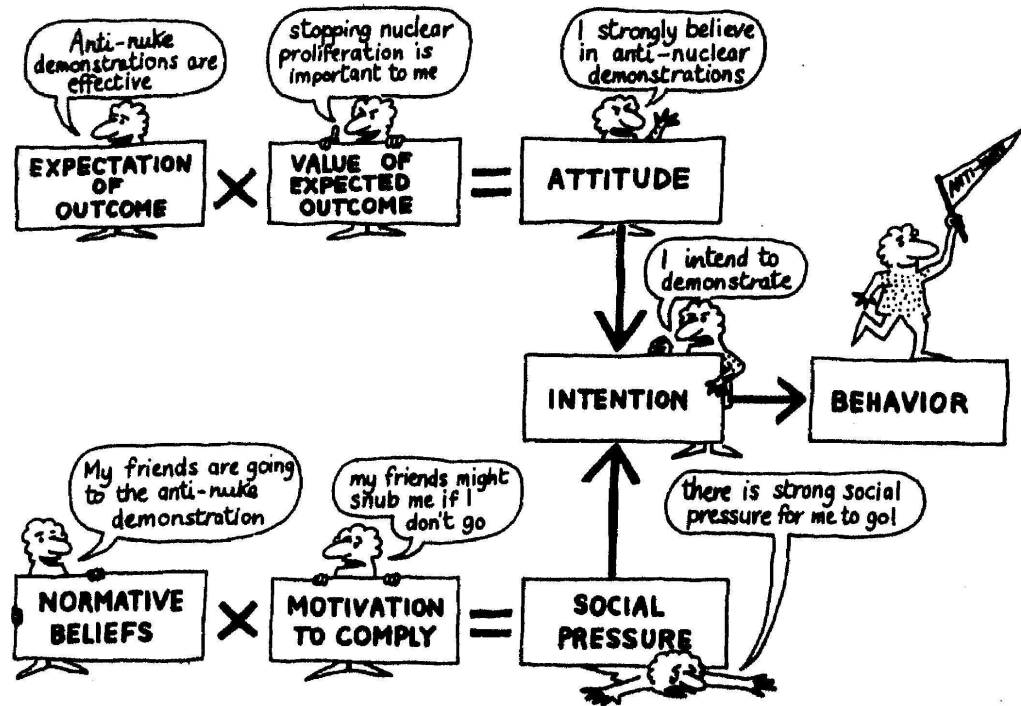 Anti-nuke
demonstrations are
effective
stopping nuclear
proliferation is
important to me
I strongly believe
in anti-nuclear
demonstrations
EXPECTATION
OF
OUTCOME
×
VALUE OF
EXPECTED
OUTCOME
=
ATTITUDE
ANTI-NUKE
I intend to
demonstrate
INTENTION
BEHAVIOR
My friends are going
to the anti-nuke
demonstration
my friends might
snub me if I
don't go
there is strong social
pressure for me to go!
NORMATIVE
BELIEFS
×
MOTIVATION
TO COMPLY
=
SOCIAL
PRESSURE